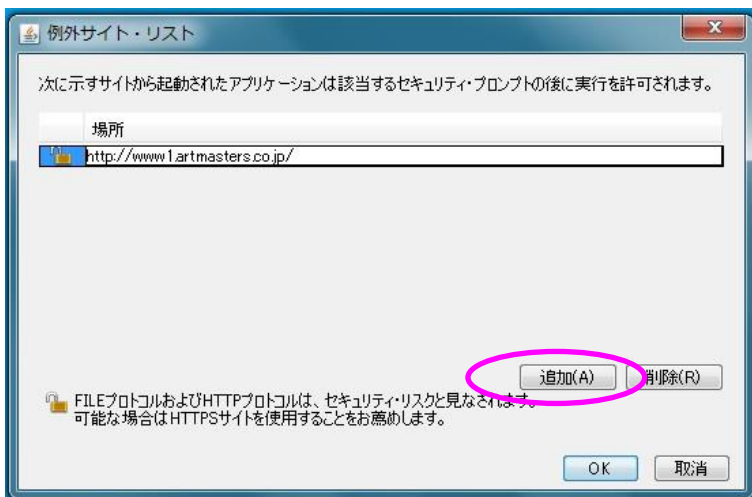 例外サイト・リスト
次に示すサイトから起動されたアプリケーションは該当するセキュリティ・プロンプトの後に実行を許可されます。
場所
http://www1.artmasters.co.jp/
追加(A)
削除(R)
FILEプロトコルおよびHTTPプロトコルは、セキュリティ・リスクと見なされます。
可能な場合はHTTPSサイトを使用することをお薦めします。
OK
取消